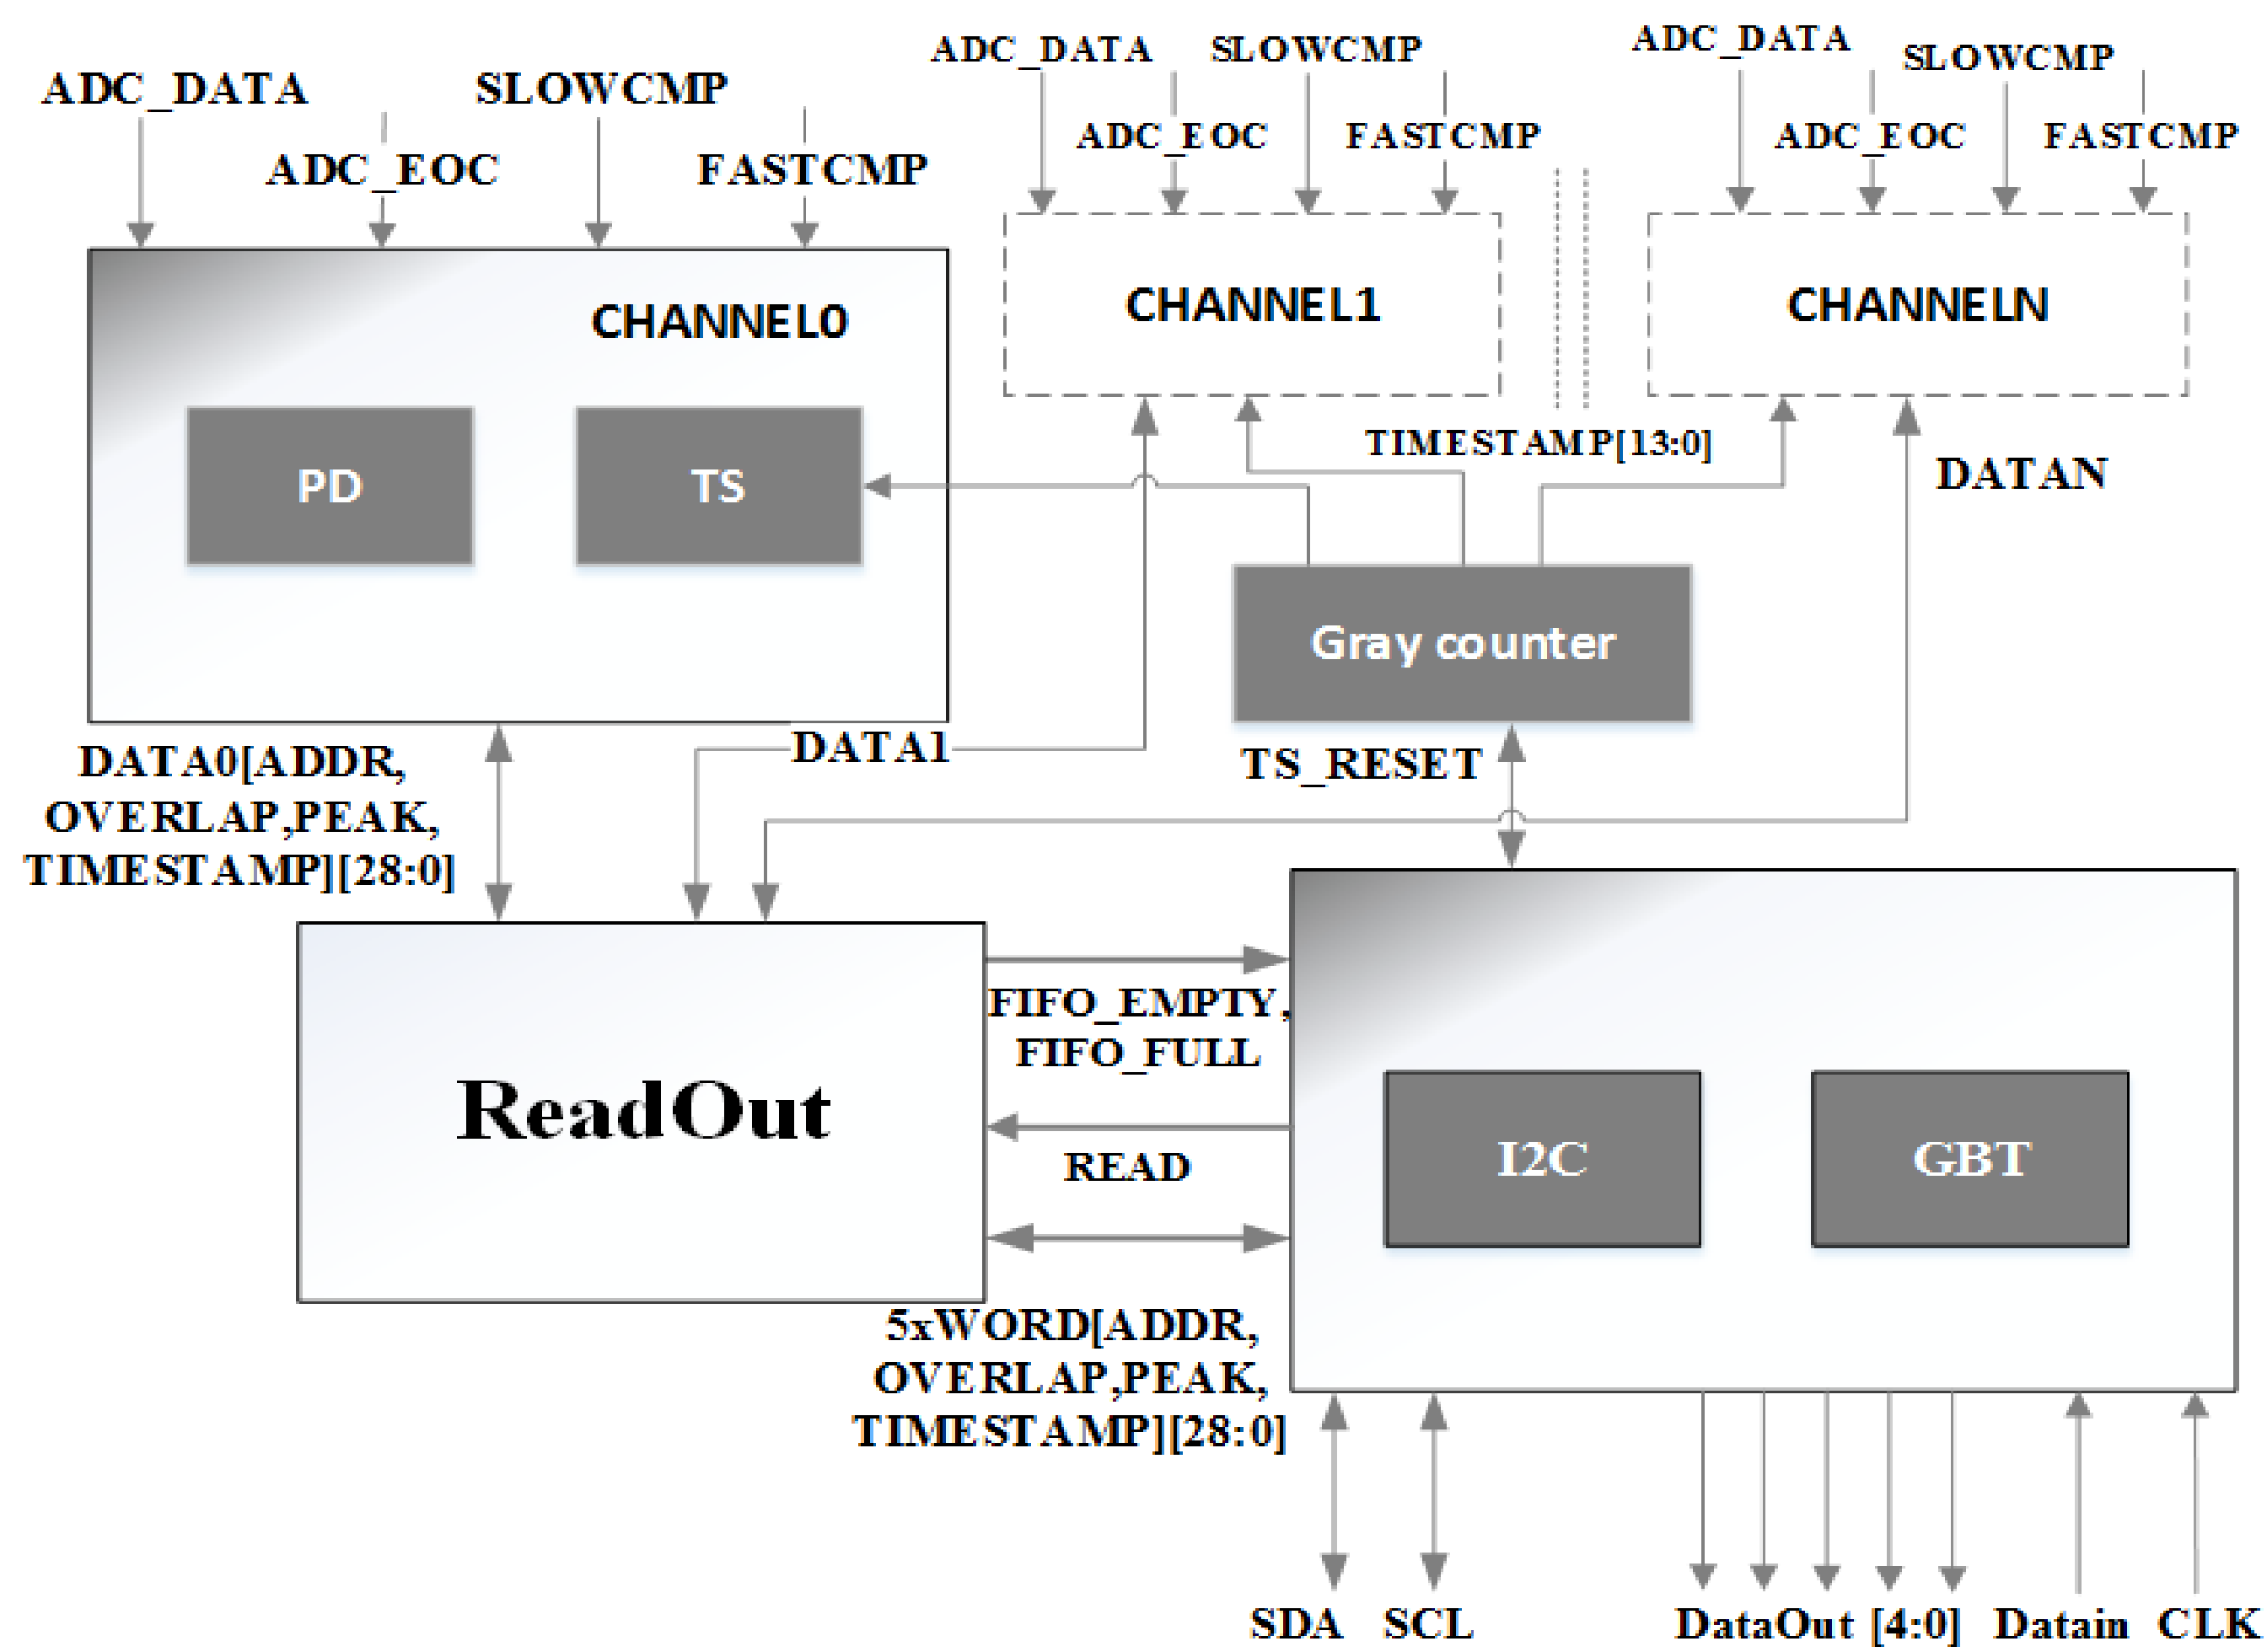 ADC_DATA
SLOWCMP
ADC_EOC
FASTCMP
ADC_DATA
SLOWCMP
ADC_EOC
FASTCMP
ADC_DATA
SLOWCMP
ADC_EOC
FASTCMP
CHANNEL0
PD
TS
CHANNEL1
CHANNELN
TIMESTAMP[13:0]
DATAN
Gray counter
DATA0[ADDR,
OVERLAP,PEAK,
TIMESTAMP][28:0]
DATA1
TS_RESET
ReadOut
FIFO_EMPTY,
FIFO_FULL
READ
5xWORD[ADDR,
OVERLAP,PEAK,
TIMESTAMP][28:0]
I2C
GBT
SDA
SCL
DataOut [4:0]
Datain
CLK